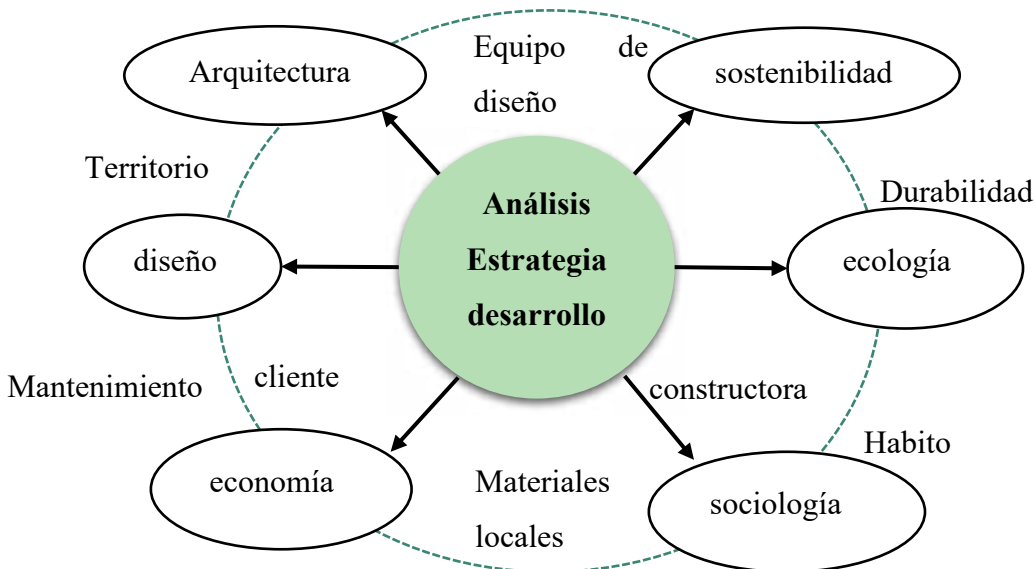 Equipo de
diseño
Arquitectura
sostenibilidad
Territorio
Durabilidad
Análisis
Estrategia
desarrollo
diseño
ecología
Mantenimiento
cliente
constructora
Habito
economía
Materiales
locales
sociología